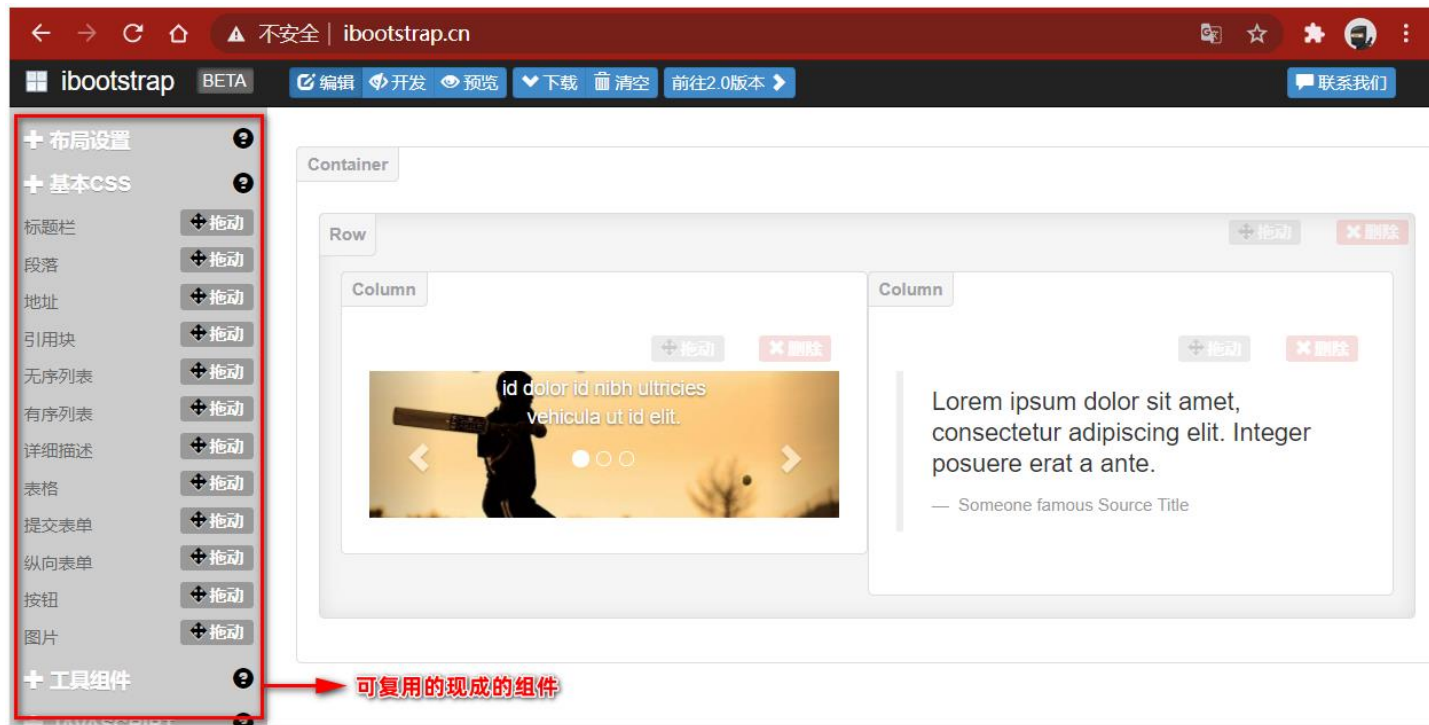 不安全 | ibootstrap.cn
ibootstrap BETA 编辑 开发 预览 下载 清空 前往2.0版本 联系我们
布局设置
基本CSS
标题栏 拖动
段落 拖动
地址 拖动
引用块 拖动
无序列表 拖动
有序列表 拖动
详细描述 拖动
表格 拖动
提交表单 拖动
纵向表单 拖动
按钮 拖动
图片 拖动
工具组件
JAVASCRIPT
Container
Row 拖动 删除
Column
拖动 删除
id dolor id nibh ultricies
vehicula ut id elit.
Column
拖动 删除
Lorem ipsum dolor sit amet,
consectetur adipiscing elit. Integer
posuere erat a ante.
— Someone famous Source Title
可复用的现成的组件